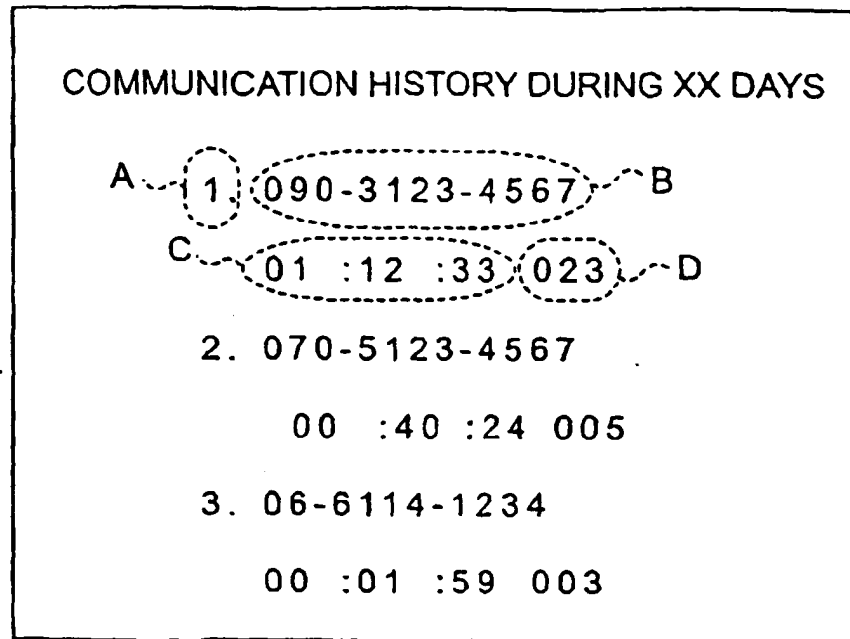 COMMUNICATION HISTORY DURING XX DAYS
A 1. 090-3123-4567 B
C 01 :12 :33 023 D
2. 070-5123-4567
00 :40 :24 005
3. 06-6114-1234
00 :01 :59 003